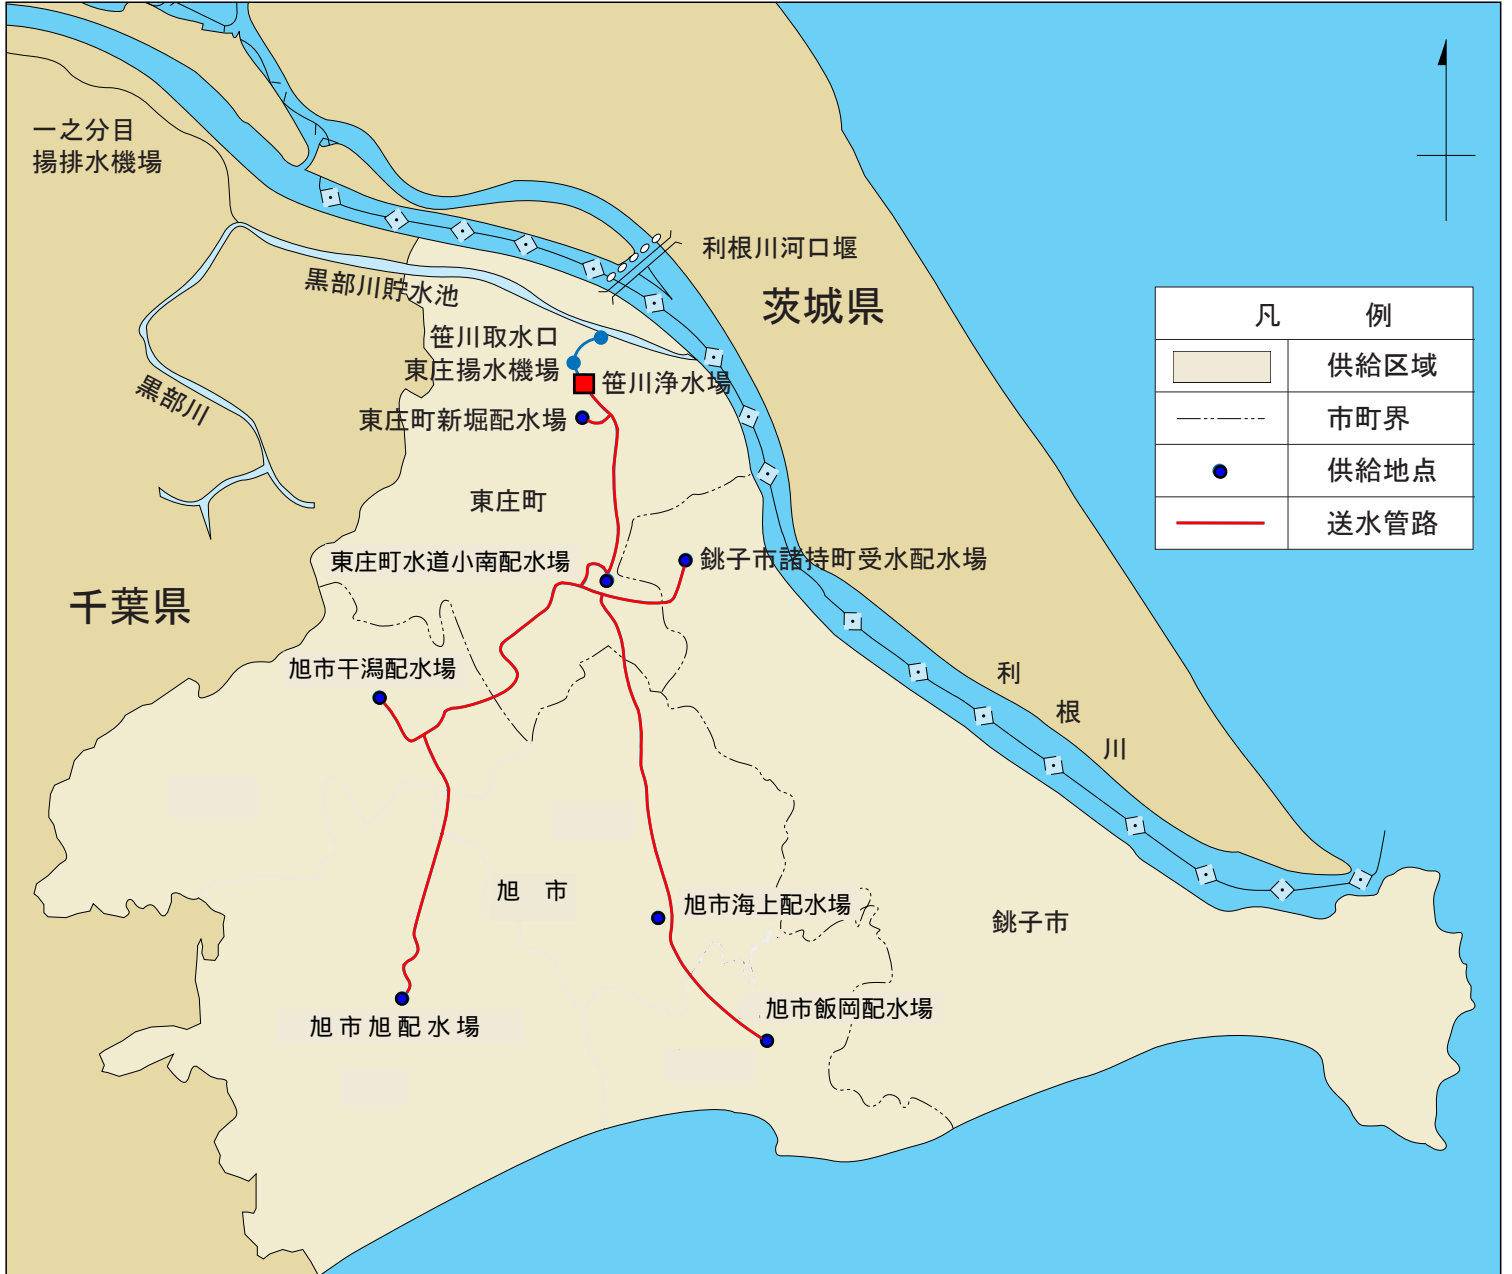 一之分目
揚排水機場
利根川河口堰
茨城県
黒部川貯水池
笹川取水口
東庄揚水機場
笹川浄水場
黒部川
東庄町新堀配水場
東庄町
東庄町水道小南配水場
銚子市諸持町受水配水場
千葉県
旭市干潟配水場
利
根
川
旭 市
旭市海上配水場
銚子市
旭市飯岡配水場
旭市旭配水場
凡 例
供給区域
市町界
供給地点
送水管路